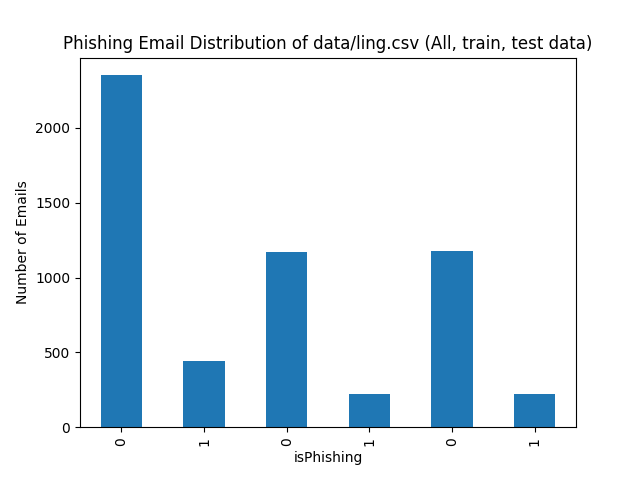 Phishing Email Distribution of data/ling.csv (All, train, test data)
Number of Emails
2000
1500
1000
500
0
0 1 0 1 0 1
isPhishing